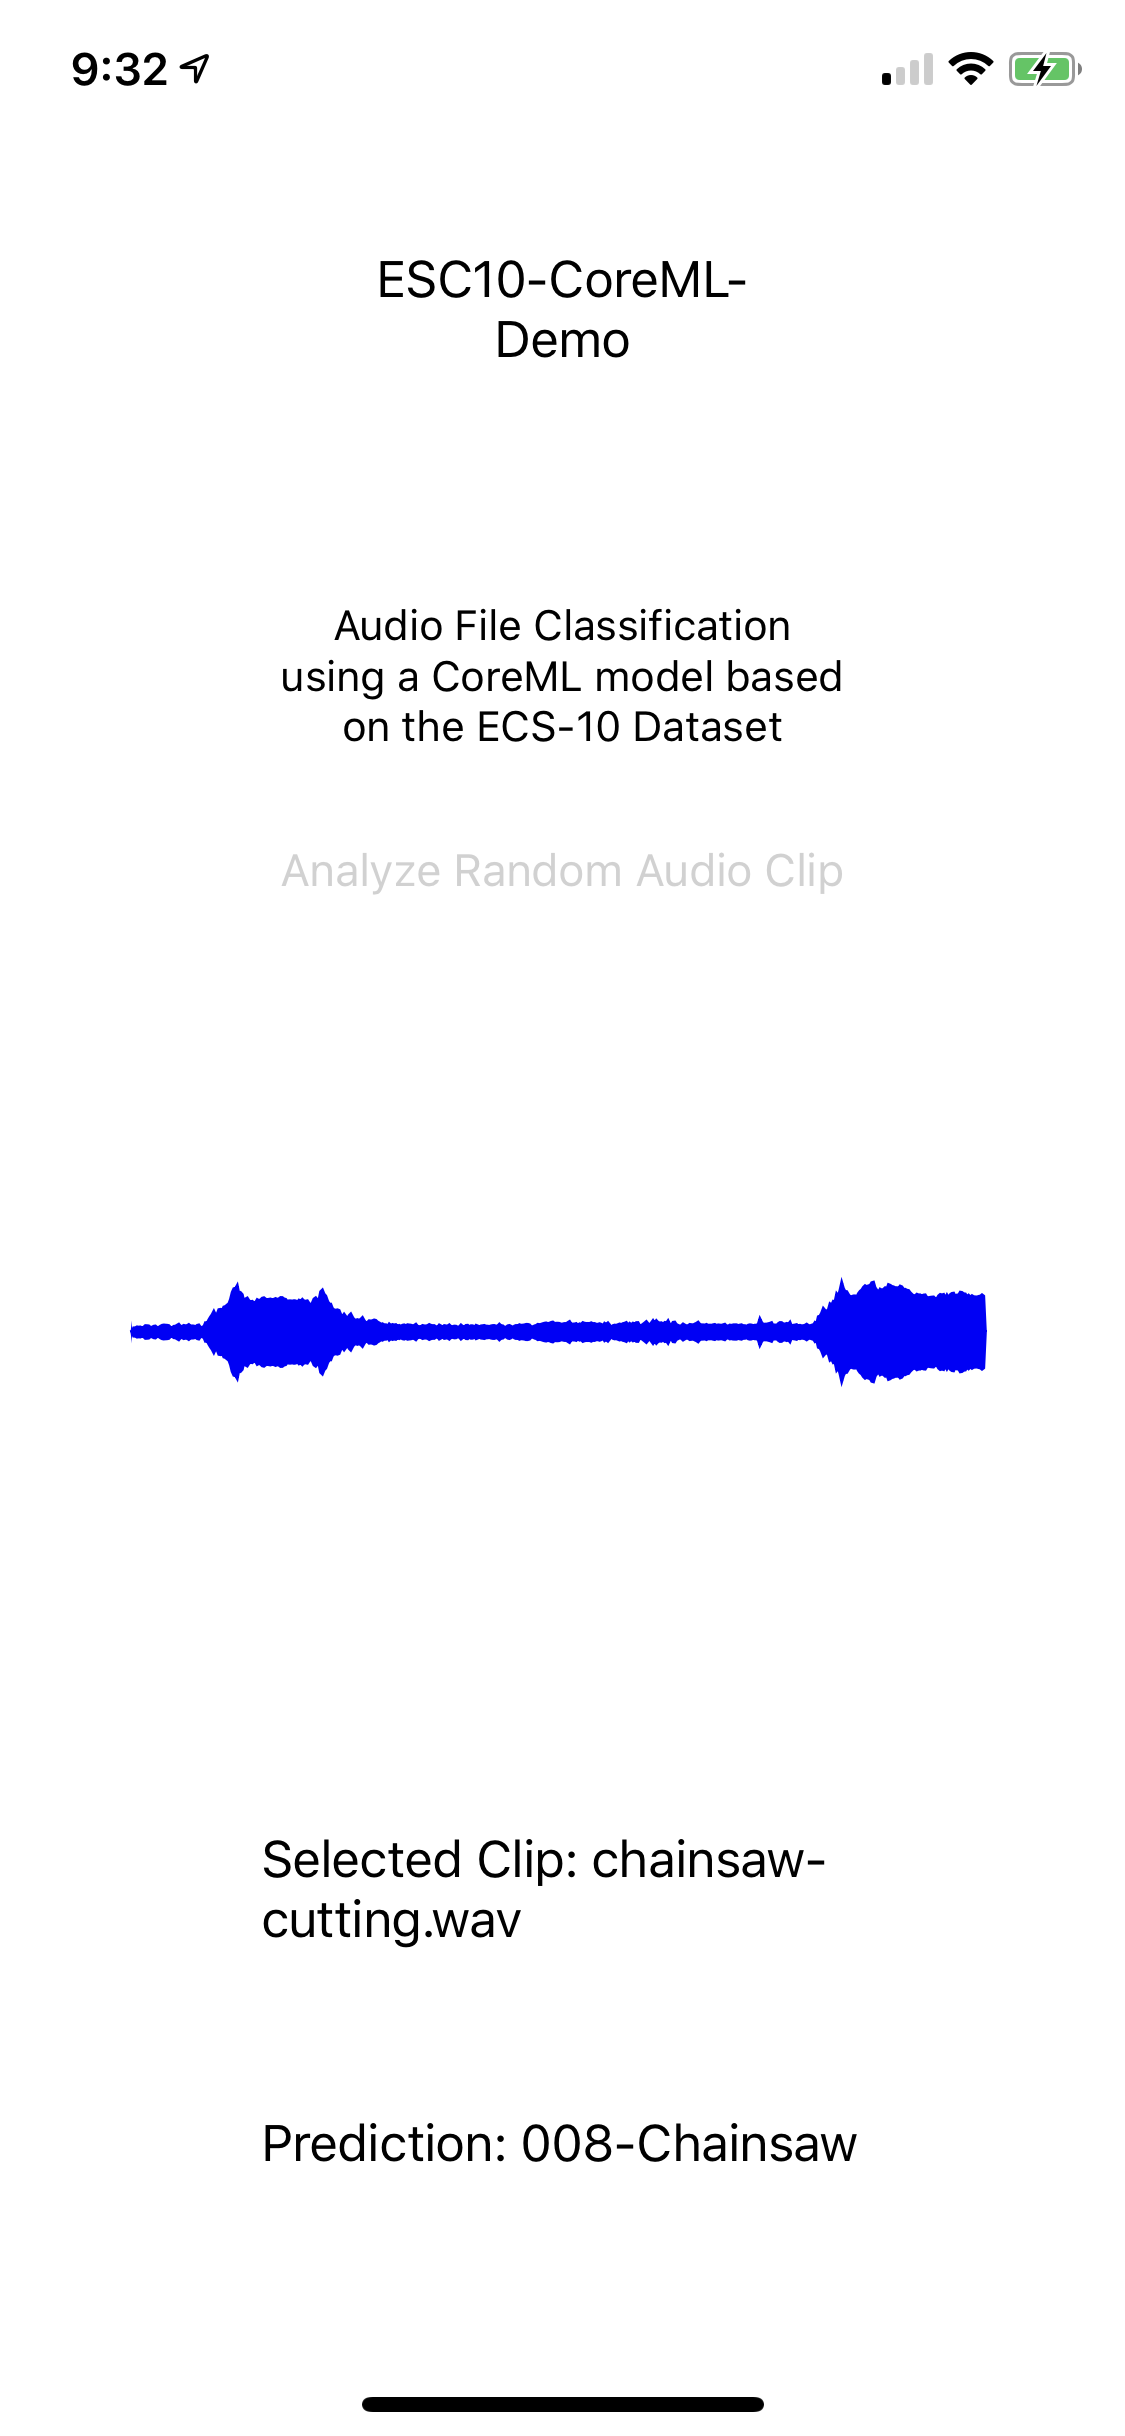 9:32
ESC10-CoreML-
Demo
Audio File Classification
using a CoreML model based
on the ECS-10 Dataset
Analyze Random Audio Clip
Selected Clip: chainsaw-
cutting.wav
Prediction: 008-Chainsaw